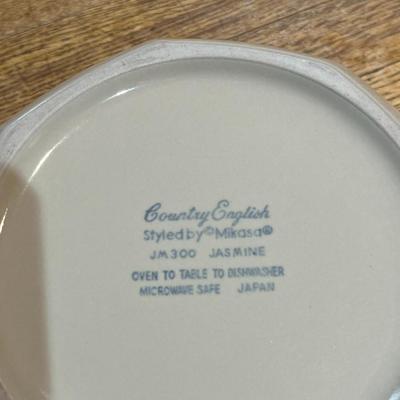 Country English
Styled by ©Mikasa®
JM300 JASMINE
OVEN TO TABLE TO DISHWASHER
MICROWAVE SAFE JAPAN